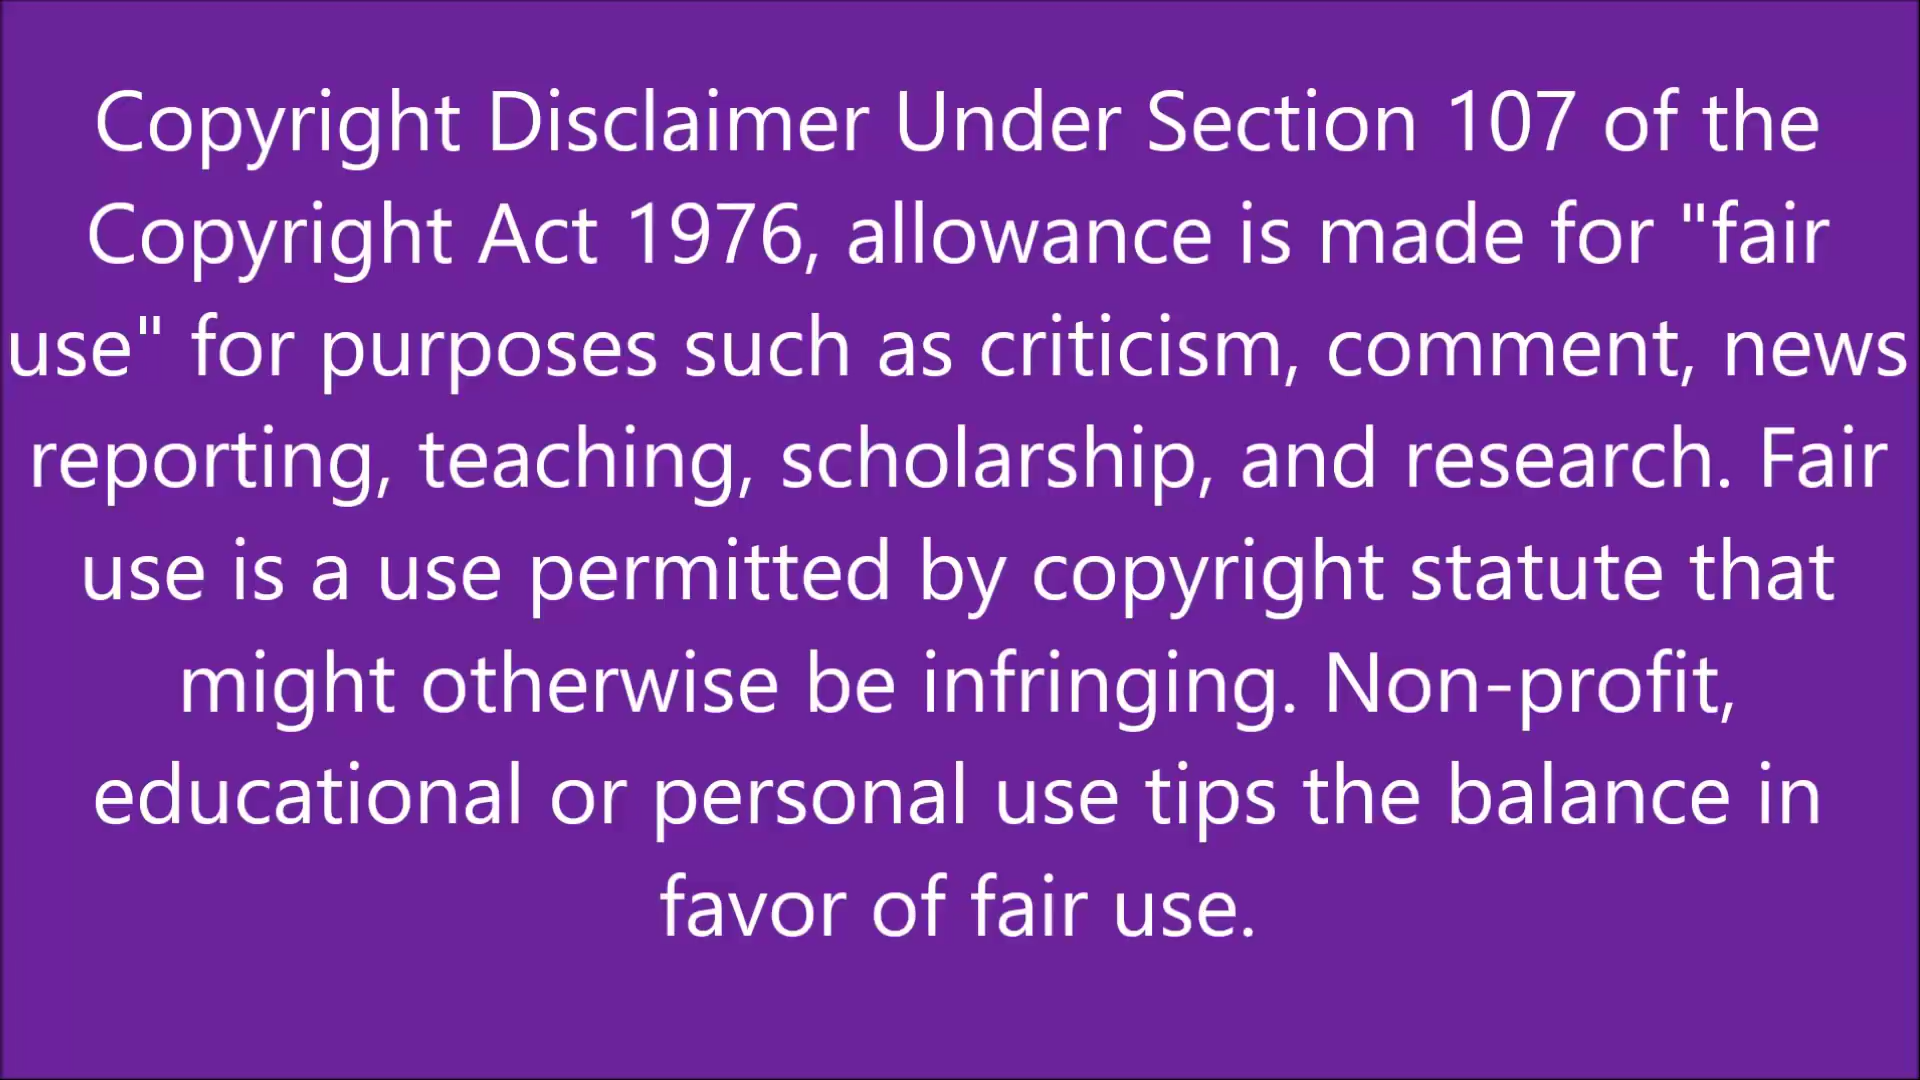 Copyright Disclaimer Under Section 107 of the
Copyright Act 1976, allowance is made for "fair
use" for purposes such as criticism, comment, news
reporting, teaching, scholarship, and research. Fair
use is a use permitted by copyright statute that
might otherwise be infringing. Non-profit,
educational or personal use tips the balance in
favor of fair use.